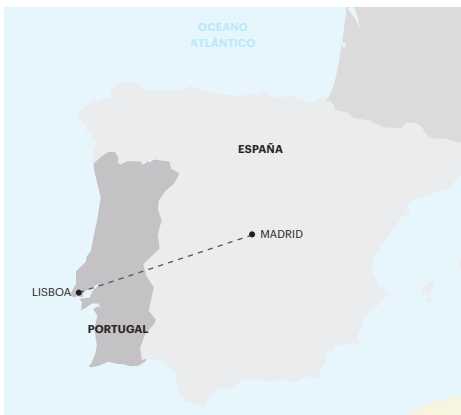 OCEANO
ATLÁNTICO
ESPAÑA
MADRID
LISBOA
PORTUGAL